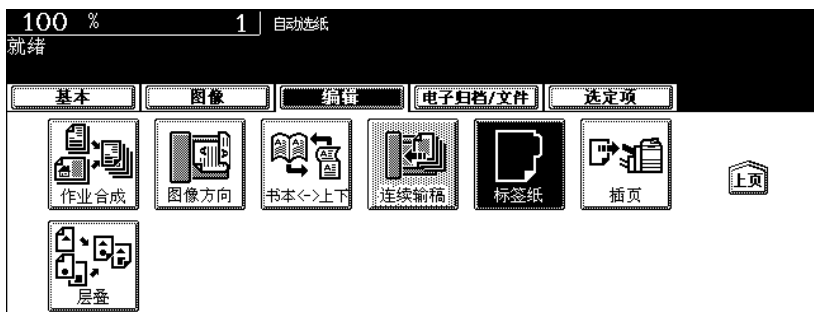 100 % 1 自动选纸
就绪
基本 图像 编辑 电子归档/文件 选定项
作业合成 图像方向 书本<->上下 连续输稿 标签纸 插页 上页
层叠